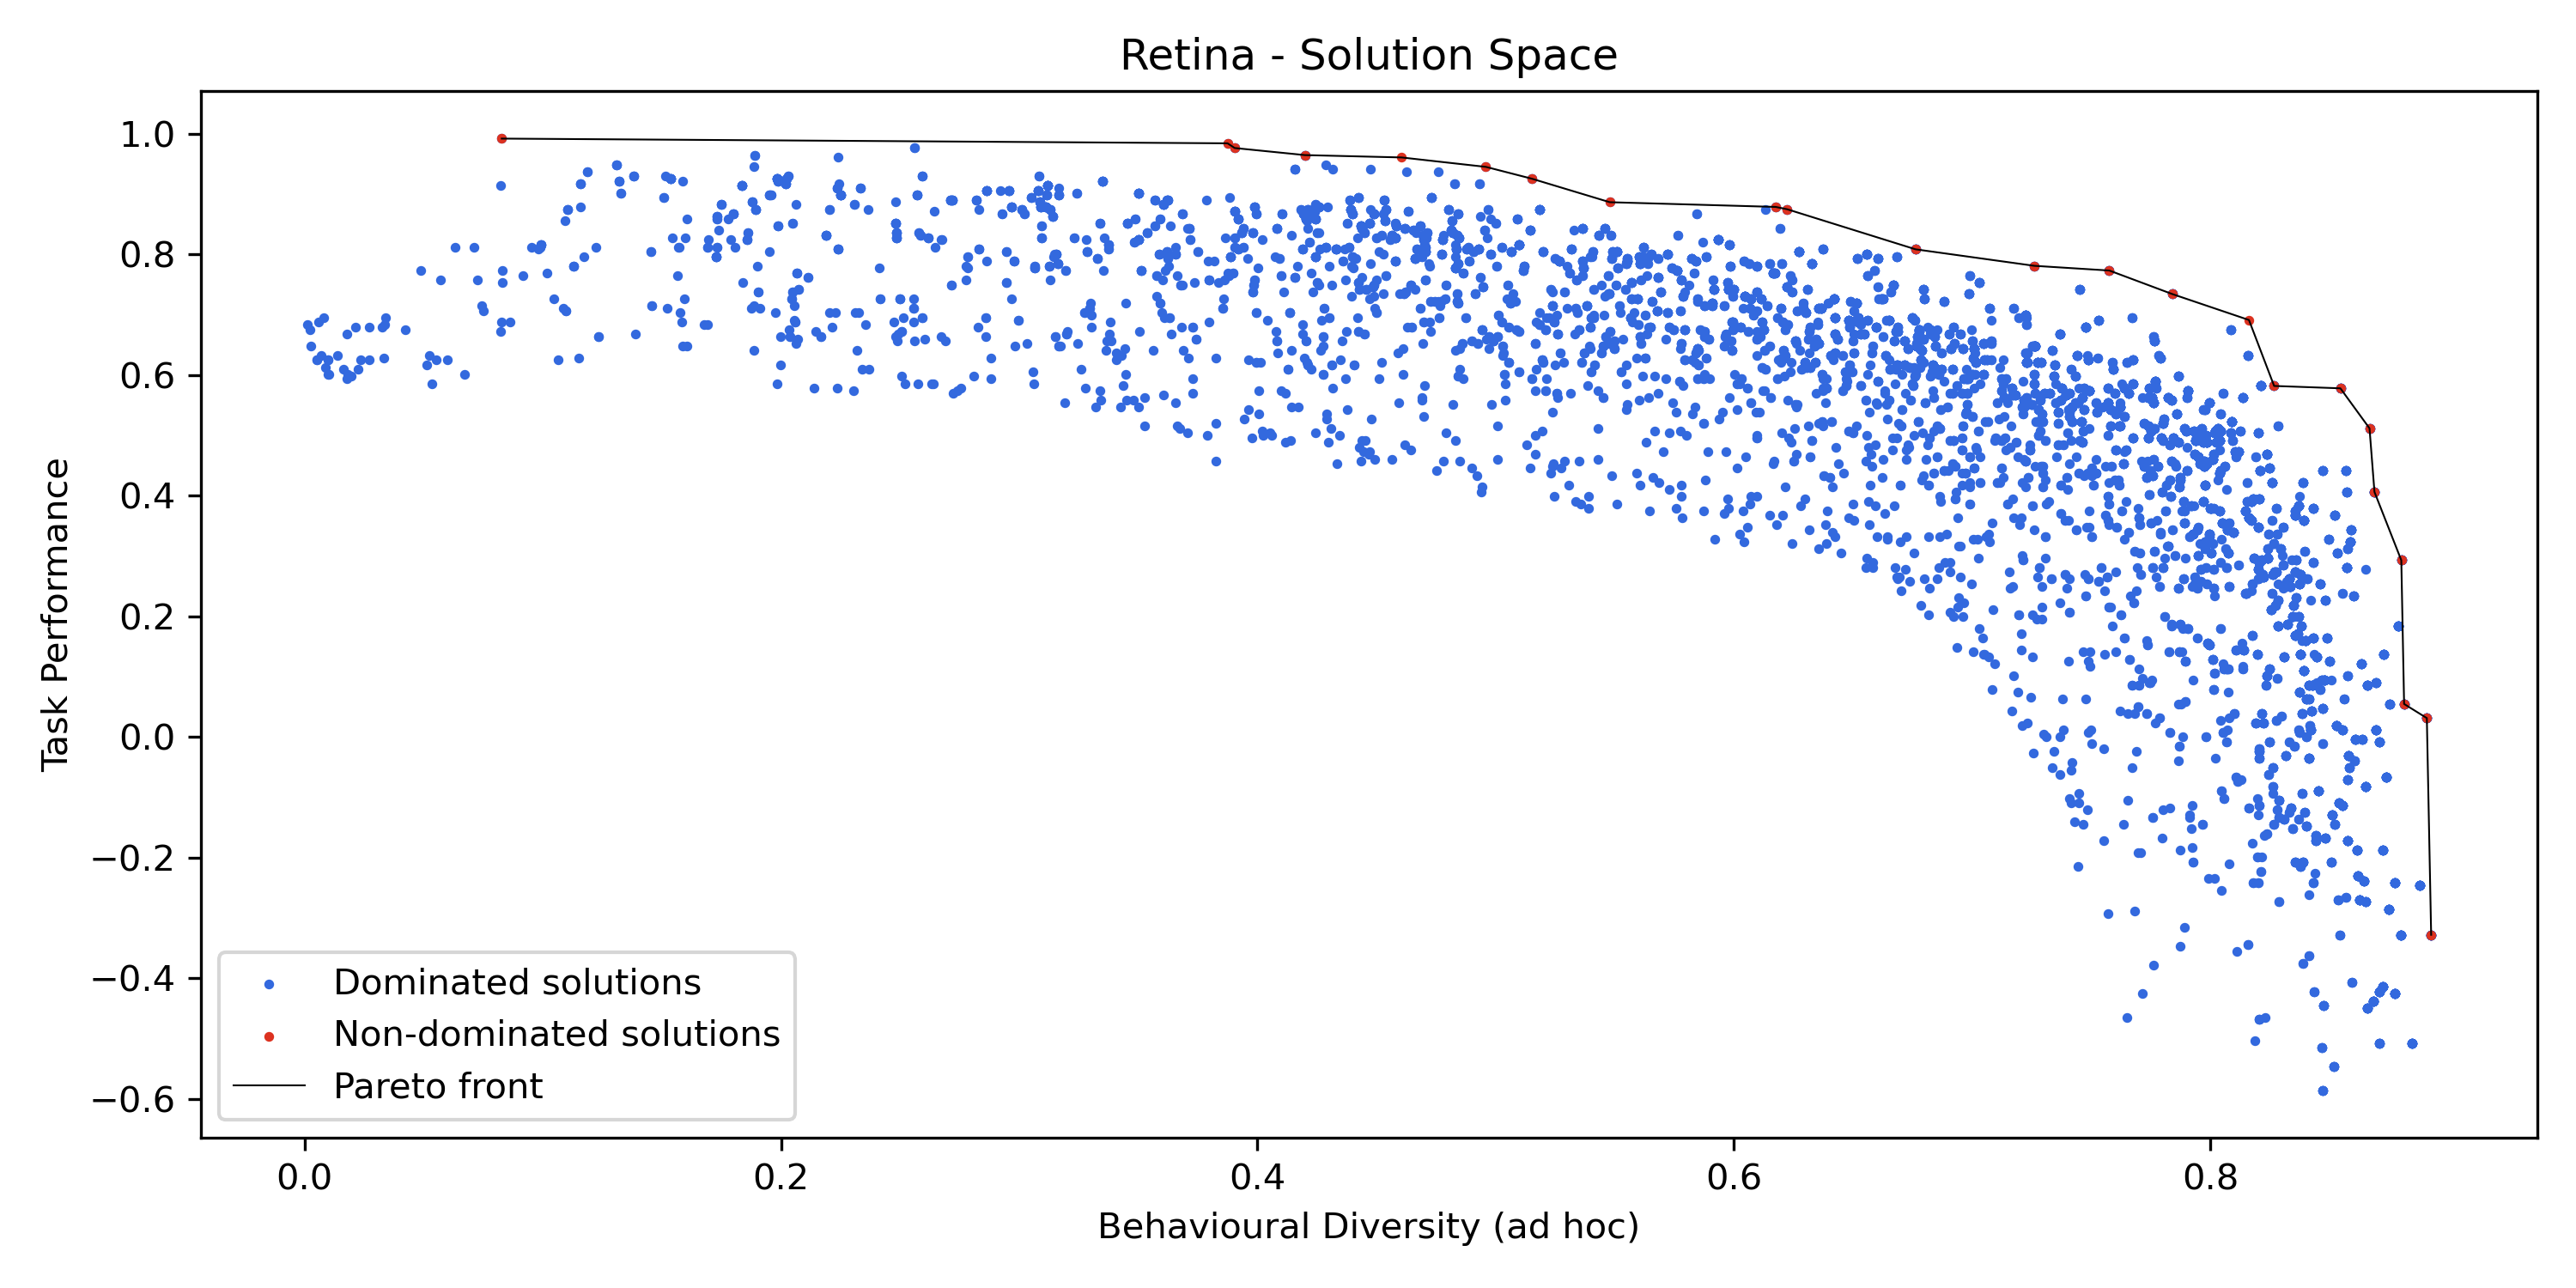 Retina - Solution Space
1.0
0.8
0.6
0.4
0.2
0.0
−0.2
−0.4
−0.6
Task Performance
Dominated solutions
Non-dominated solutions
Pareto front
0.0 0.2 0.4 0.6 0.8
Behavioural Diversity (ad hoc)